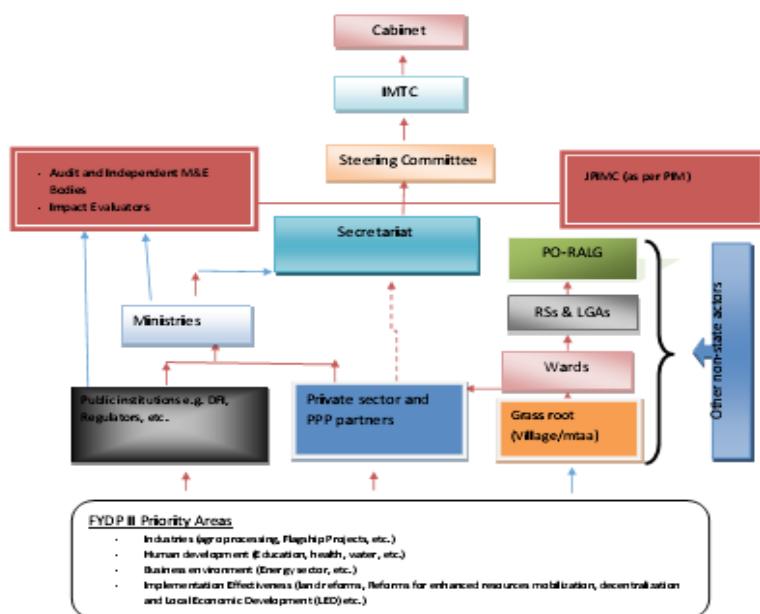 Cabinet
IMTC
Steering Committee
- Audit and Independent M&E
Bodies
- Impact Evaluators
JPIMC (as per PIM)
Secretariat
PO-RALG
RSs & LGAs
Ministriies
Wards
Other non-state actors
Public institutions e.g. DFI,
Regulators, etc.
Private sector and
PPP partners
Grass root
(Village/mtaa)
FYDP III Priority Areas
- Industries (agro processing, Flagship Projects, etc.)
- Human development (Education, health, water, etc.)
- Business environment (Energy sector, etc.)
- Implementation Effectiveness (land reforms, Reforms for enhanced resources mobilization, decentralization
and Local Economic Development (LED) etc.)